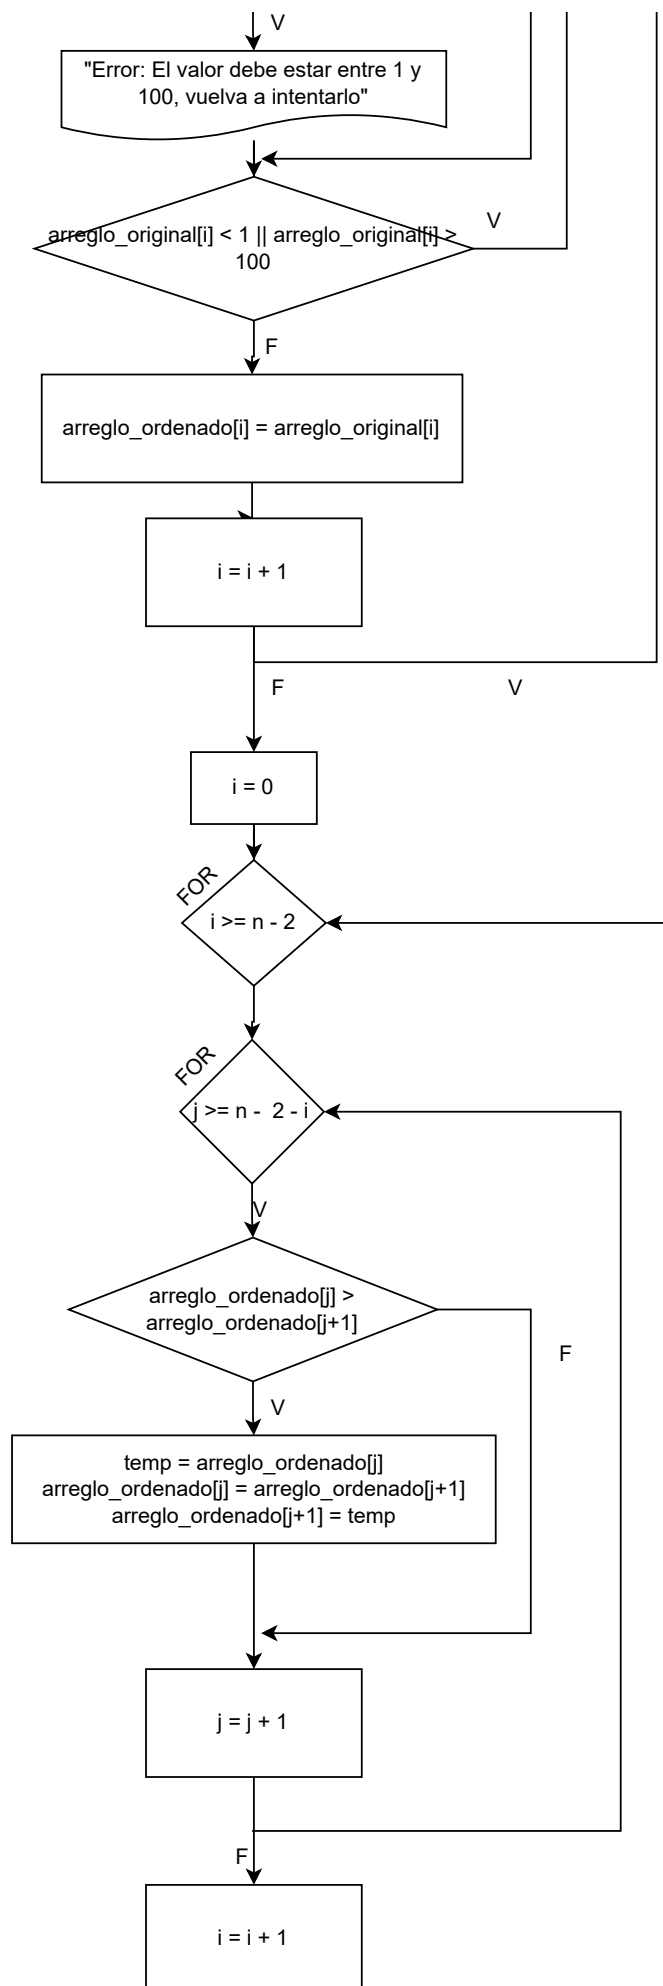 V
"Error: El valor debe estar entre 1 y
100, vuelva a intentarlo"
arreglo_original[i] < 1 || arreglo_original[i] >
100
V
F
arreglo_ordenado[i] = arreglo_original[i]
i = i + 1
F
V
i = 0
FOR
i >= n - 2
FOR
j >= n - 2 - i
V
arreglo_ordenado[j] >
arreglo_ordenado[j+1]
F
V
temp = arreglo_ordenado[j]
arreglo_ordenado[j] = arreglo_ordenado[j+1]
arreglo_ordenado[j+1] = temp
j = j + 1
F
i = i + 1